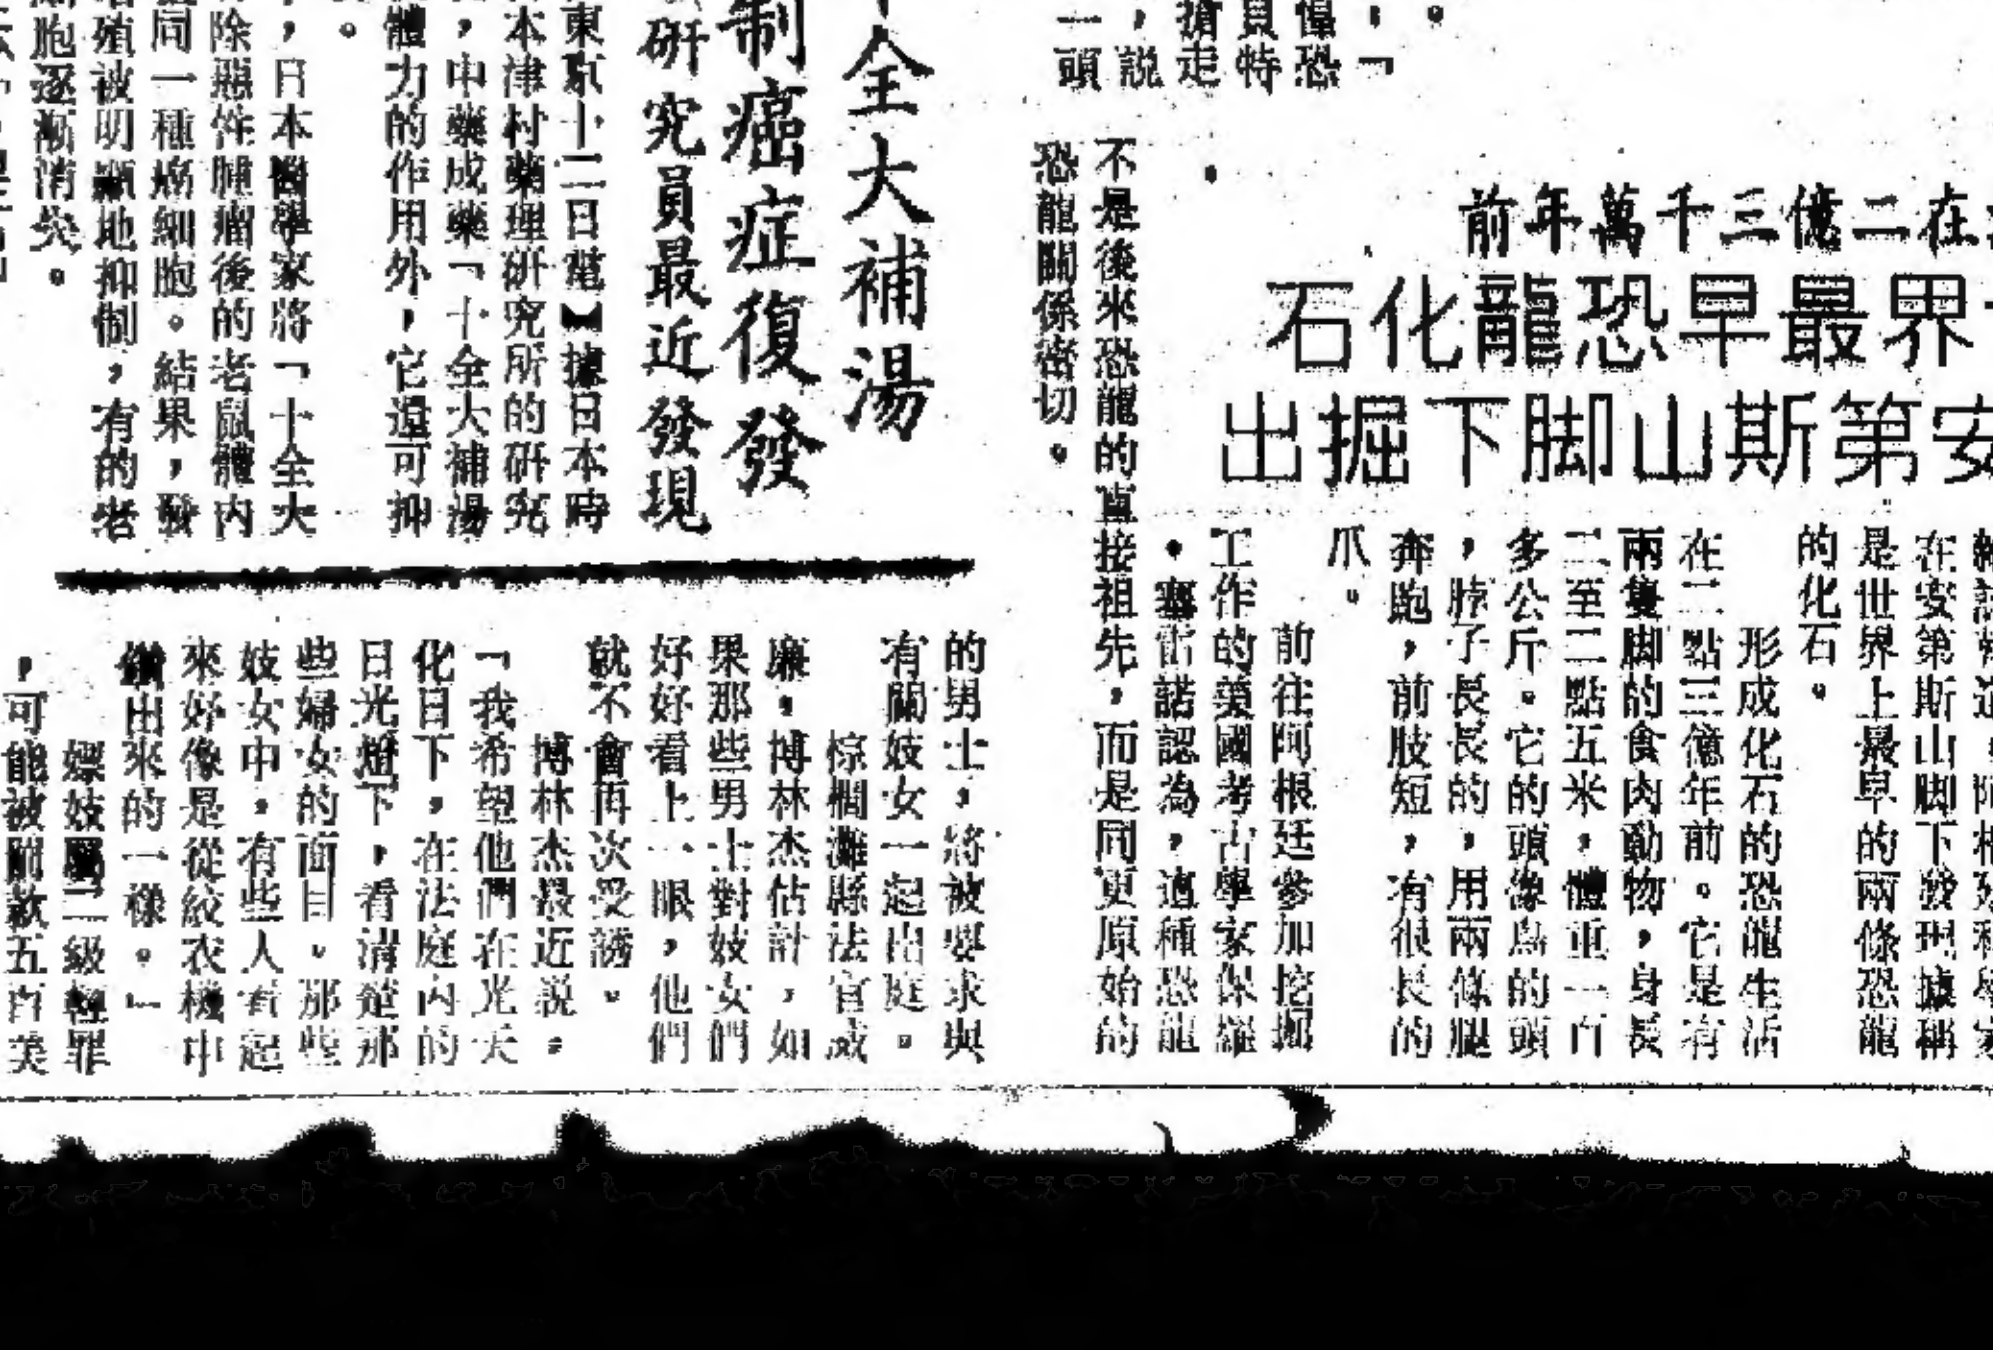 在二億三千萬年前
界最早恐龍化石
安第斯山脚下掘出
在安第斯山脚下發現據稱
是世界上最早的兩條恐龍
的化石。
形成化石的恐龍生活
在二點三億年前。它是有
兩隻脚的食肉動物，身長
二至二點五米，體重一百
多公斤。它的頭像鳥的頭
，脖子長長的，用兩條腿
奔跑，前肢短，有很長的
爪。
前往阿根廷參加挖掘
工作的美國考古學家保羅
・塞雷諾認為，這種恐龍
不是後來恐龍的直接祖先，而是同更原始的
恐龍關係密切。
，「
恐
特
搶走
，説
一頭
全大補湯
制癌症復發
研究員最近發現
東京十二日電】據日本時
本津村藥理研究所的研究
，中藥成藥「十全大補湯
體力的作用外，它還可抑
。
，日本醫學家將「十全大
除惡性腫瘤後的老鼠體内
同一種癌細胞。結果，發
殖被明顯地抑制，有的老
胞逐漸消失。
的男士，將被要求與
有關妓女一起出庭。
棕櫚灘縣法官威
廉・博林杰估計，如
果那些男士對妓女們
好好看上一眼，他們
就不會再次受誘。
博林杰最近説。
「我希望他們在光天
化日下，在法庭内的
日光燈下，看清楚那
些婦女的面目。那些
妓女中，有些人看起
來好像是從絞衣機中
鑽出來的一樣。」
嫖妓屬二級輕罪
，可能被罰款五百美